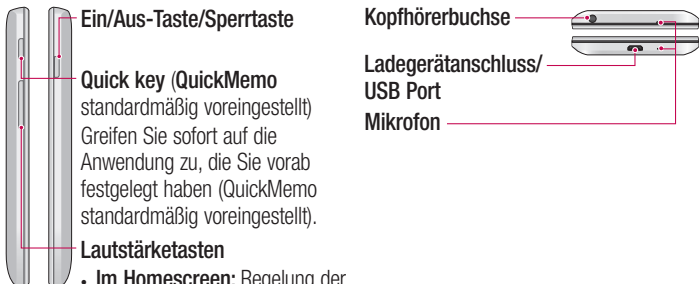 Ein/Aus-Taste/Sperrtaste
Quick key (QuickMemo
standardmäßig voreingestellt)
Greifen Sie sofort auf die
Anwendung zu, die Sie vorab
festgelegt haben (QuickMemo
standardmäßig voreingestellt).
Lautstärketasten
• Im Homescreen: Regelung der
Kopfhörerbuchse
Ladegerätanschluss/
USB Port
Mikrofon